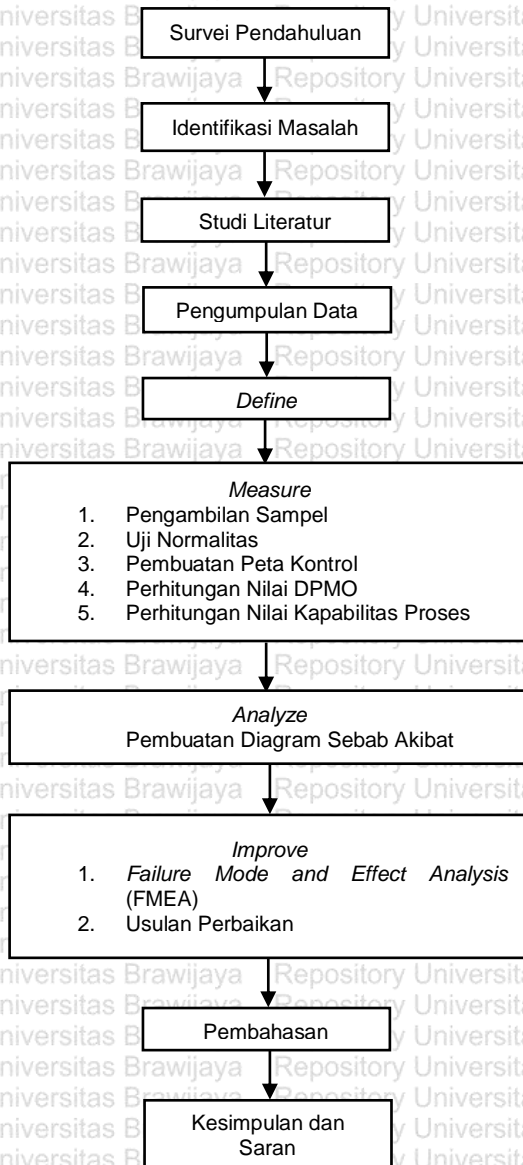 Survei Pendahuluan
Identifikasi Masalah
Studi Literatur
Pengumpulan Data
Define
Measure
1. Pengambilan Sampel
2. Uji Normalitas
3. Pembuatan Peta Kontrol
4. Perhitungan Nilai DPMO
5. Perhitungan Nilai Kapabilitas Proses
Analyze
Pembuatan Diagram Sebab Akibat
Improve
1. Failure Mode and Effect Analysis
(FMEA)
2. Usulan Perbaikan
Pembahasan
Kesimpulan dan
Saran